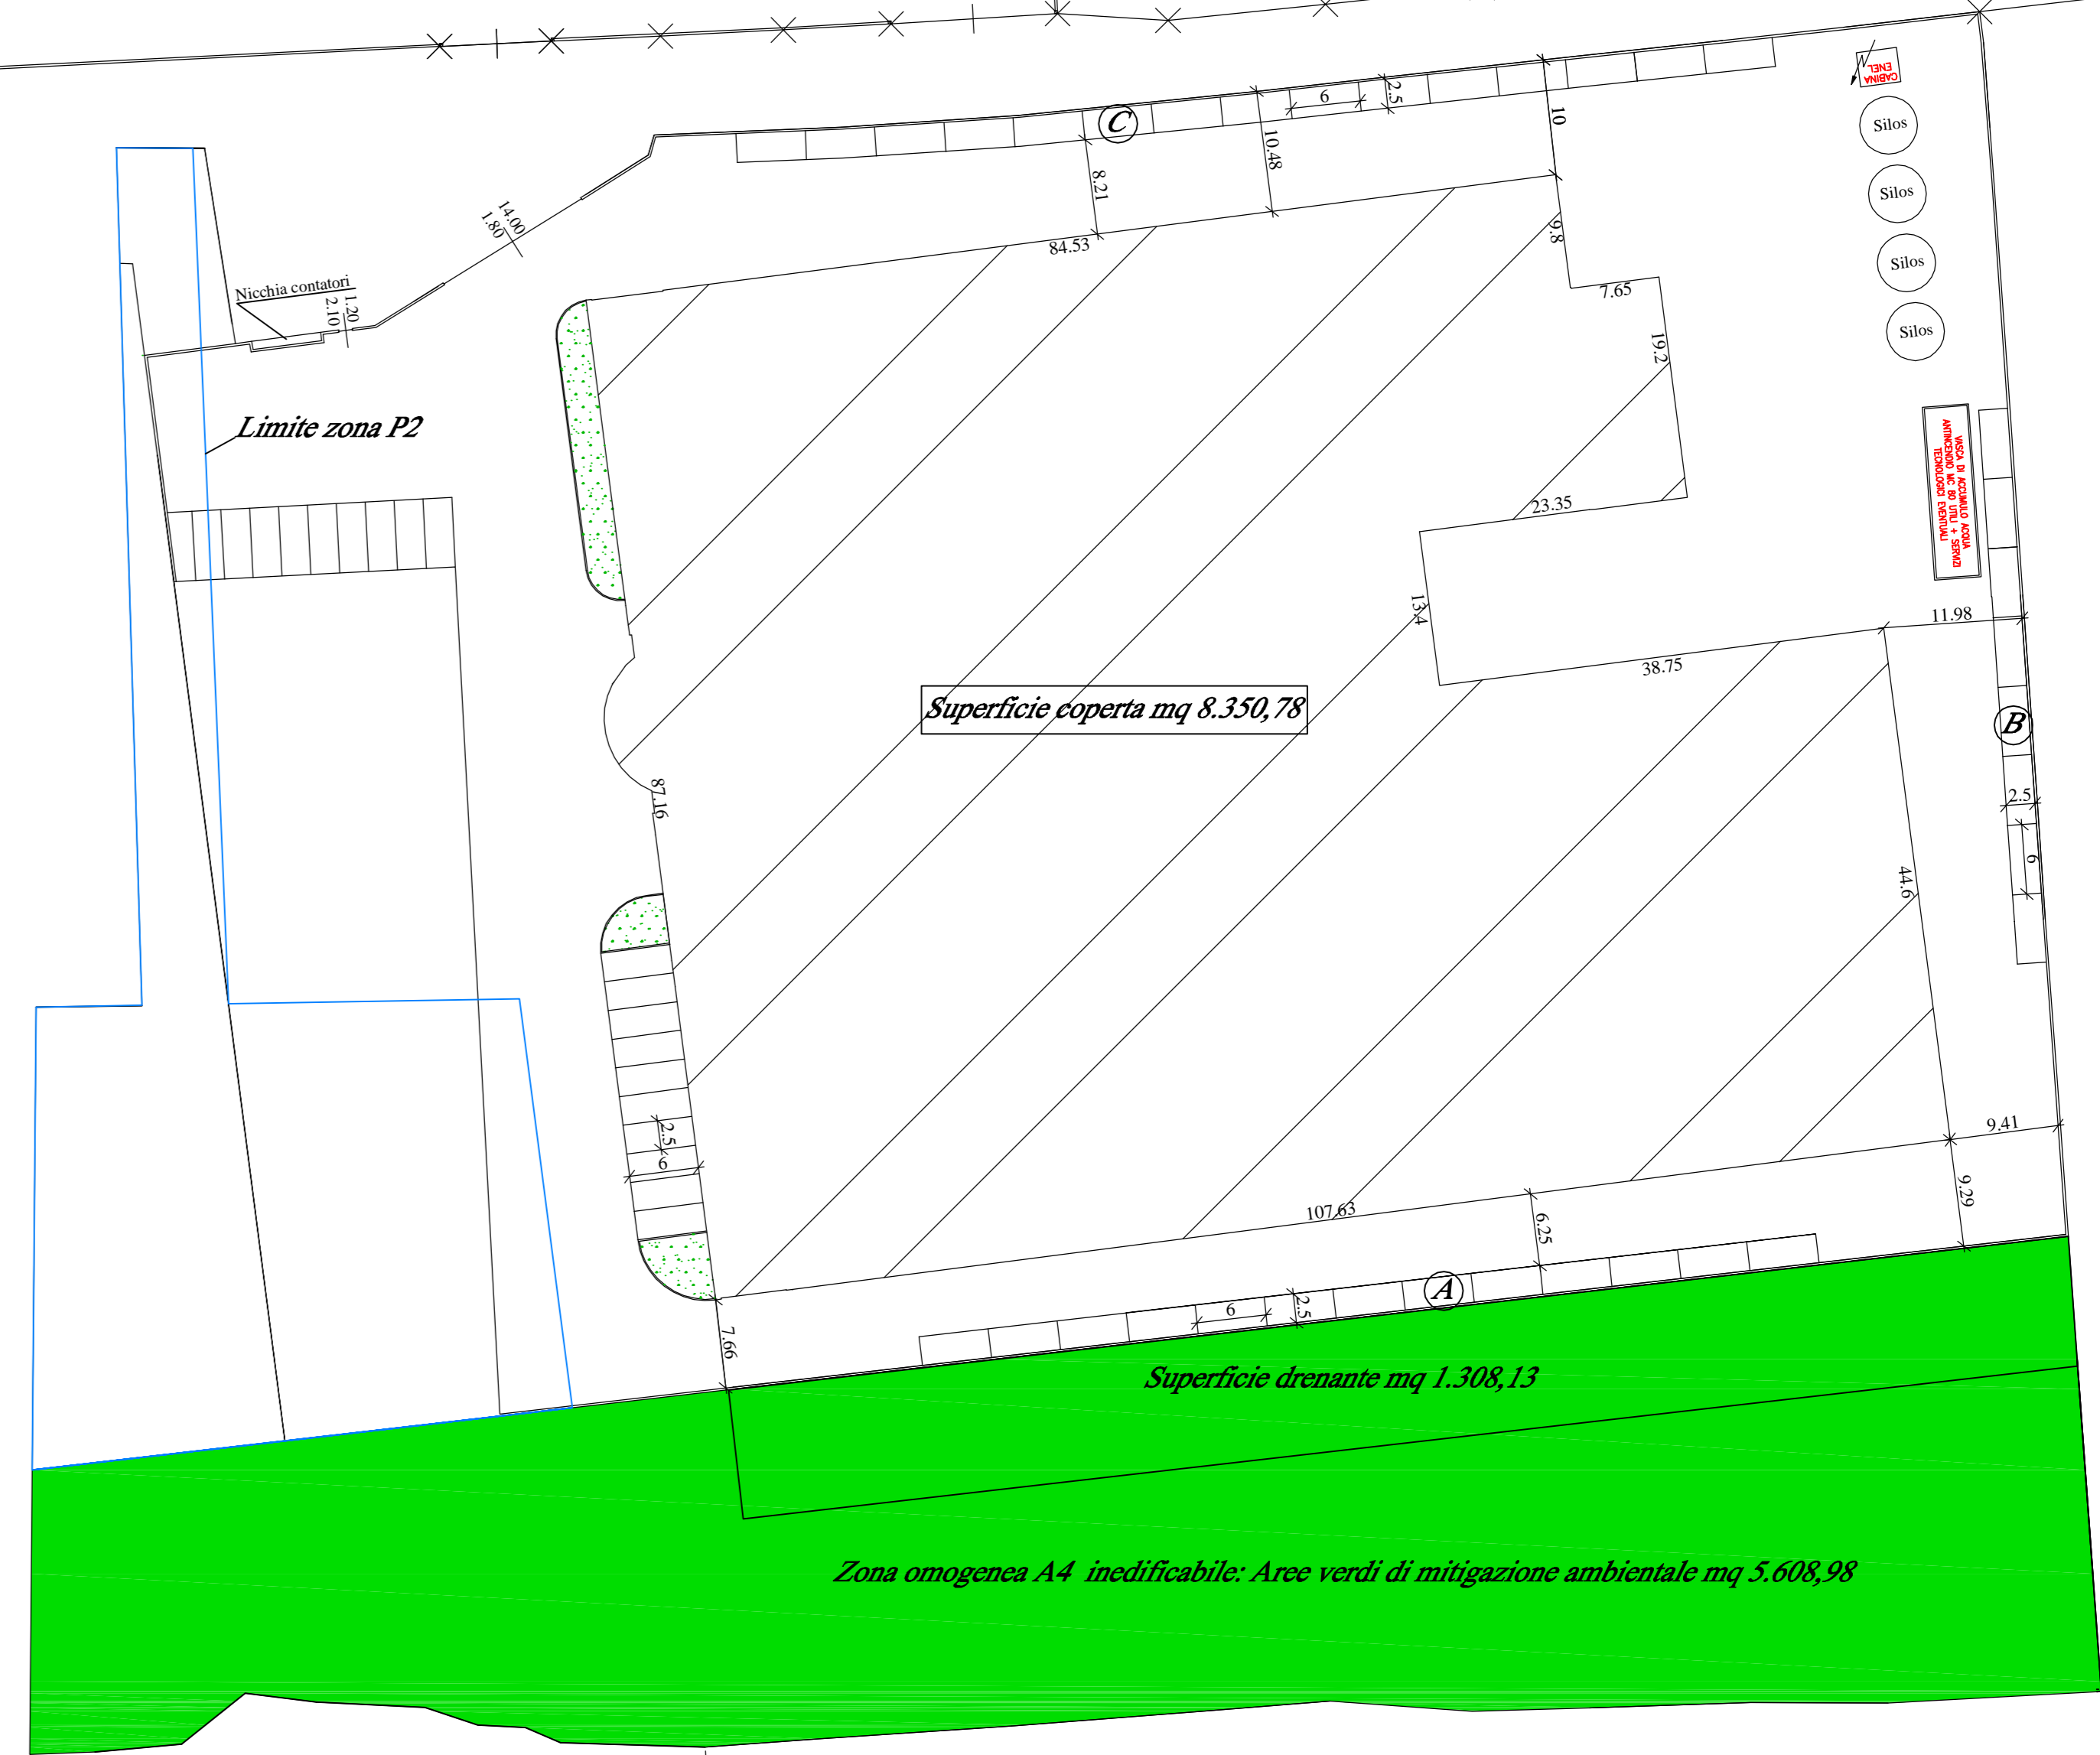 CABINA
ENEL
Silos
Silos
Silos
Silos
C
6
2.5
10
10.48
8.21
84.53
9.8
7.65
19.2
14.00
1.80
Nicchia contatori
1.20
2.10
Limite zona P2
VASCA DI ACCUMULO ACQUA
ANTINCENDIO MC 80 UTILI + SERVIZI
TECNOLOGICI EVENTUALI
23.35
13.4
11.98
38.75
Superficie coperta mq 8.350,78
B
87.16
2.5
6
44.6
2.5
6
9.41
9.29
107.63
6.25
A
6
2.5
7.66
Superficie drenante mq 1.308,13
Zona omogenea A4 inedificabile: Aree verdi di mitigazione ambientale mq 5.608,98